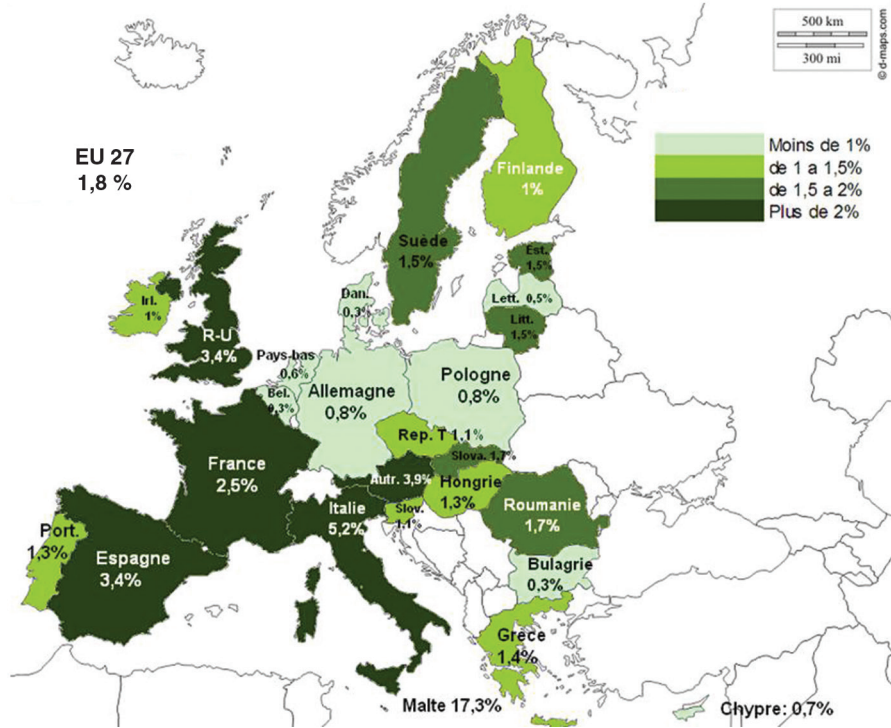 500 km
300 mi
© d-maps.com
EU 27
1,8 %
Moins de 1%
de 1 a 1,5%
de 1,5 a 2%
Plus de 2%
Finlande
1%
Suède
1,5%
Est.
1,5%
Lett. 0,5%
Litt.
1,5%
Dan.
0,3%
Irl.
1%
R-U
3,4%
Pays-bas
0,6%
Bel.
0,3%
Allemagne
0,8%
Pologne
0,8%
Rep. T 1,1%
Slova. 1,7%
France
2,5%
Autr. 3,9%
Hongrie
1,3%
Italie
5,2%
Slov.
1,1%
Roumanie
1,7%
Port.
1,3%
Espagne
3,4%
Bulagrie
0,3%
Grèce
1,4%
Malte 17,3%
Chypre: 0,7%